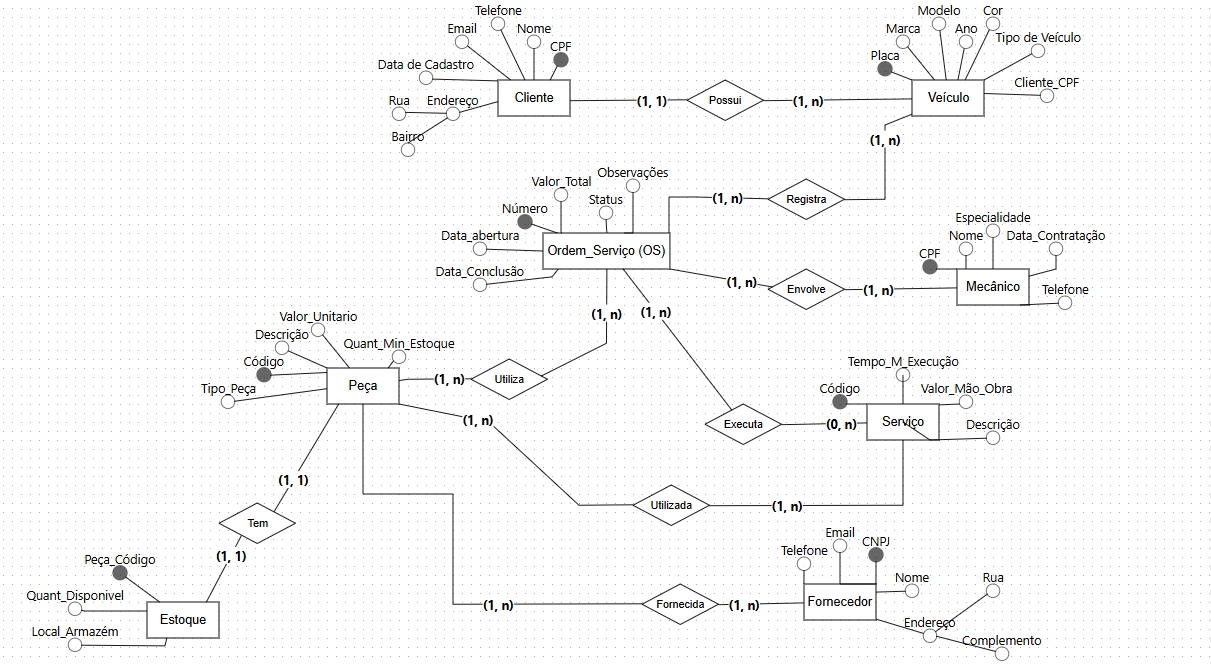 Telefone
Email
Nome
CPF
Data de Cadastro
Rua
Endereço
Bairro
Cliente
(1, 1)
Possui
(1, n)
Modelo
Cor
Marca
Ano
Tipo de Veículo
Placa
Cliente_CPF
Veículo
(1, n)
Registra
(1, n)
Observações
Valor_Total
Status
Número
Data_abertura
Data_Conclusão
Ordem_Serviço (OS)
(1, n)
Envolve
(1, n)
Especialidade
Nome
Data_Contratação
CPF
Telefone
Mecânico
(1, n)
(1, n)
Valor_Unitario
Descrição
Quant_Min_Estoque
Código
Tipo_Peça
Peça
(1, n)
Utiliza
Tempo_M_Execução
Código
Valor_Mão_Obra
Descrição
Serviço
Executa
(0, n)
(1, n)
Utilizada
(1, n)
(1, 1)
Tem
(1, 1)
Peça_Código
Quant_Disponivel
Local_Armazém
Estoque
(1, n)
Fornecida
(1, n)
Email
CNPJ
Telefone
Nome
Rua
Fornecedor
Endereço
Complemento